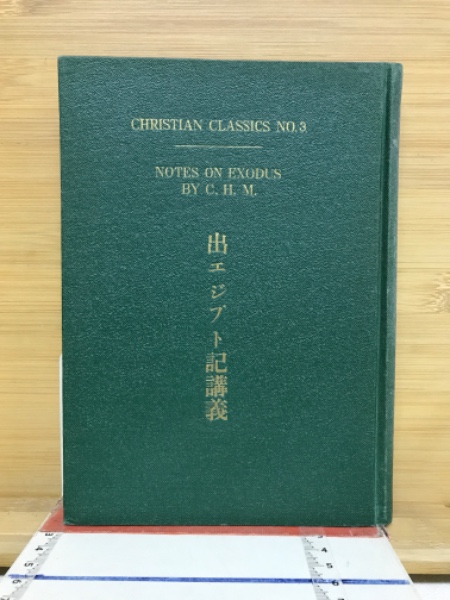 CHRISTIAN CLASSICS NO.3
NOTES ON EXODUS
BY C. H. M.
出エジプト記講義